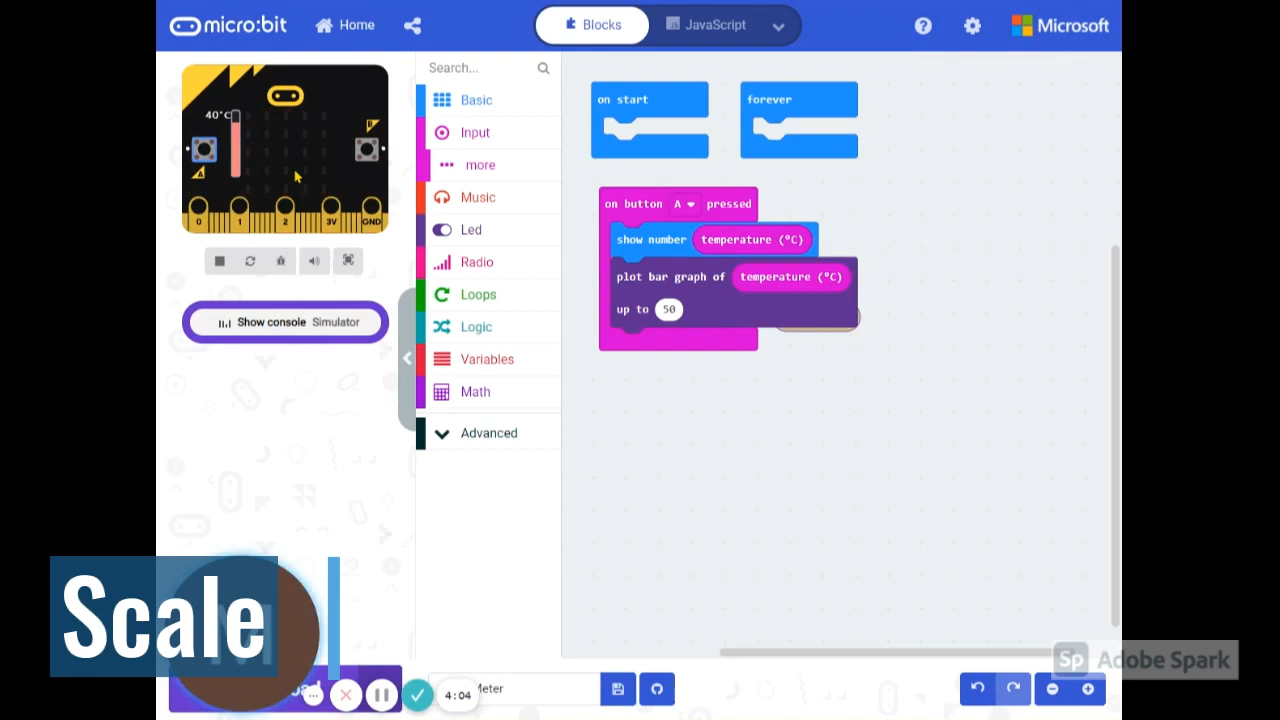 micro:bit
Home
Blocks
JavaScript
Microsoft
40°C
A
B
0 1 2 3V GND
Show console Simulator
Search...
Basic
Input
more
Music
Led
Radio
Loops
Logic
Variables
Math
Advanced
on start
forever
on button A pressed
show number temperature (°C)
plot bar graph of temperature (°C)
up to 50
Scale
4:04
Meter
Sp Adobe Spark